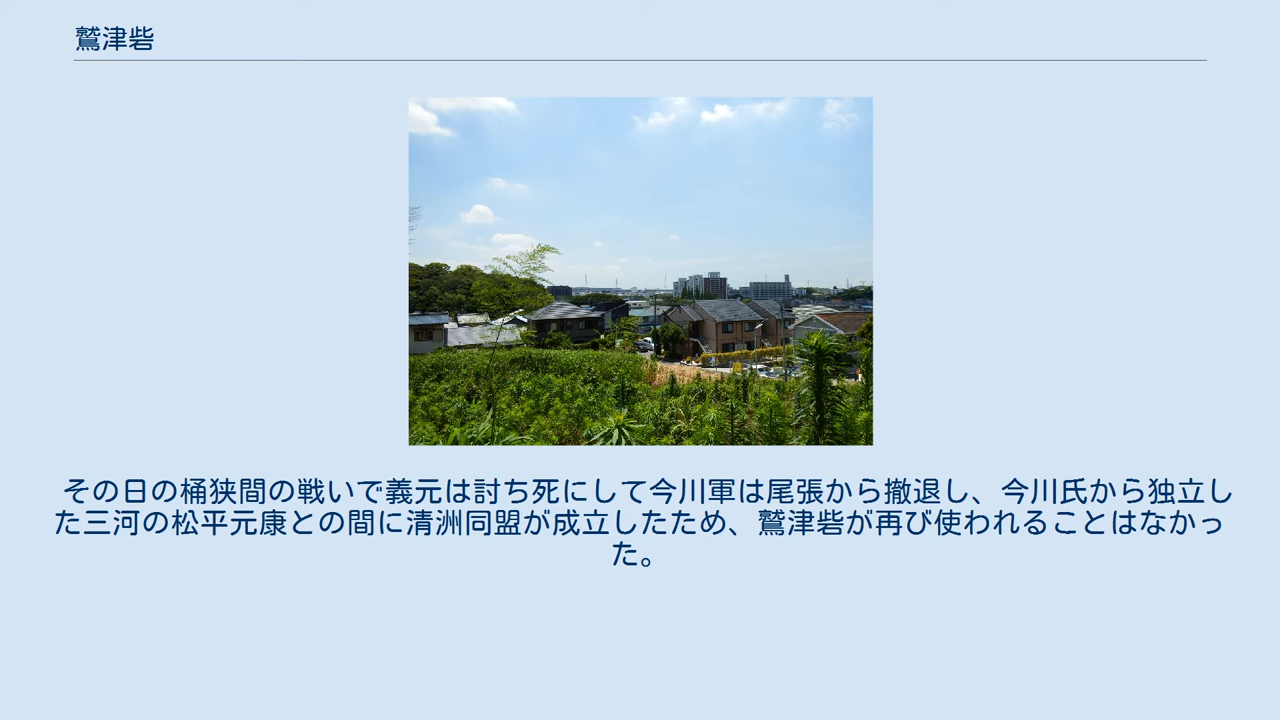 鷲津砦
その日の桶狭間の戦いで義元は討ち死にして今川軍は尾張から撤退し、今川氏から独立し
た三河の松平元康との間に清洲同盟が成立したため、鷲津砦が再び使われることはなかっ
た。